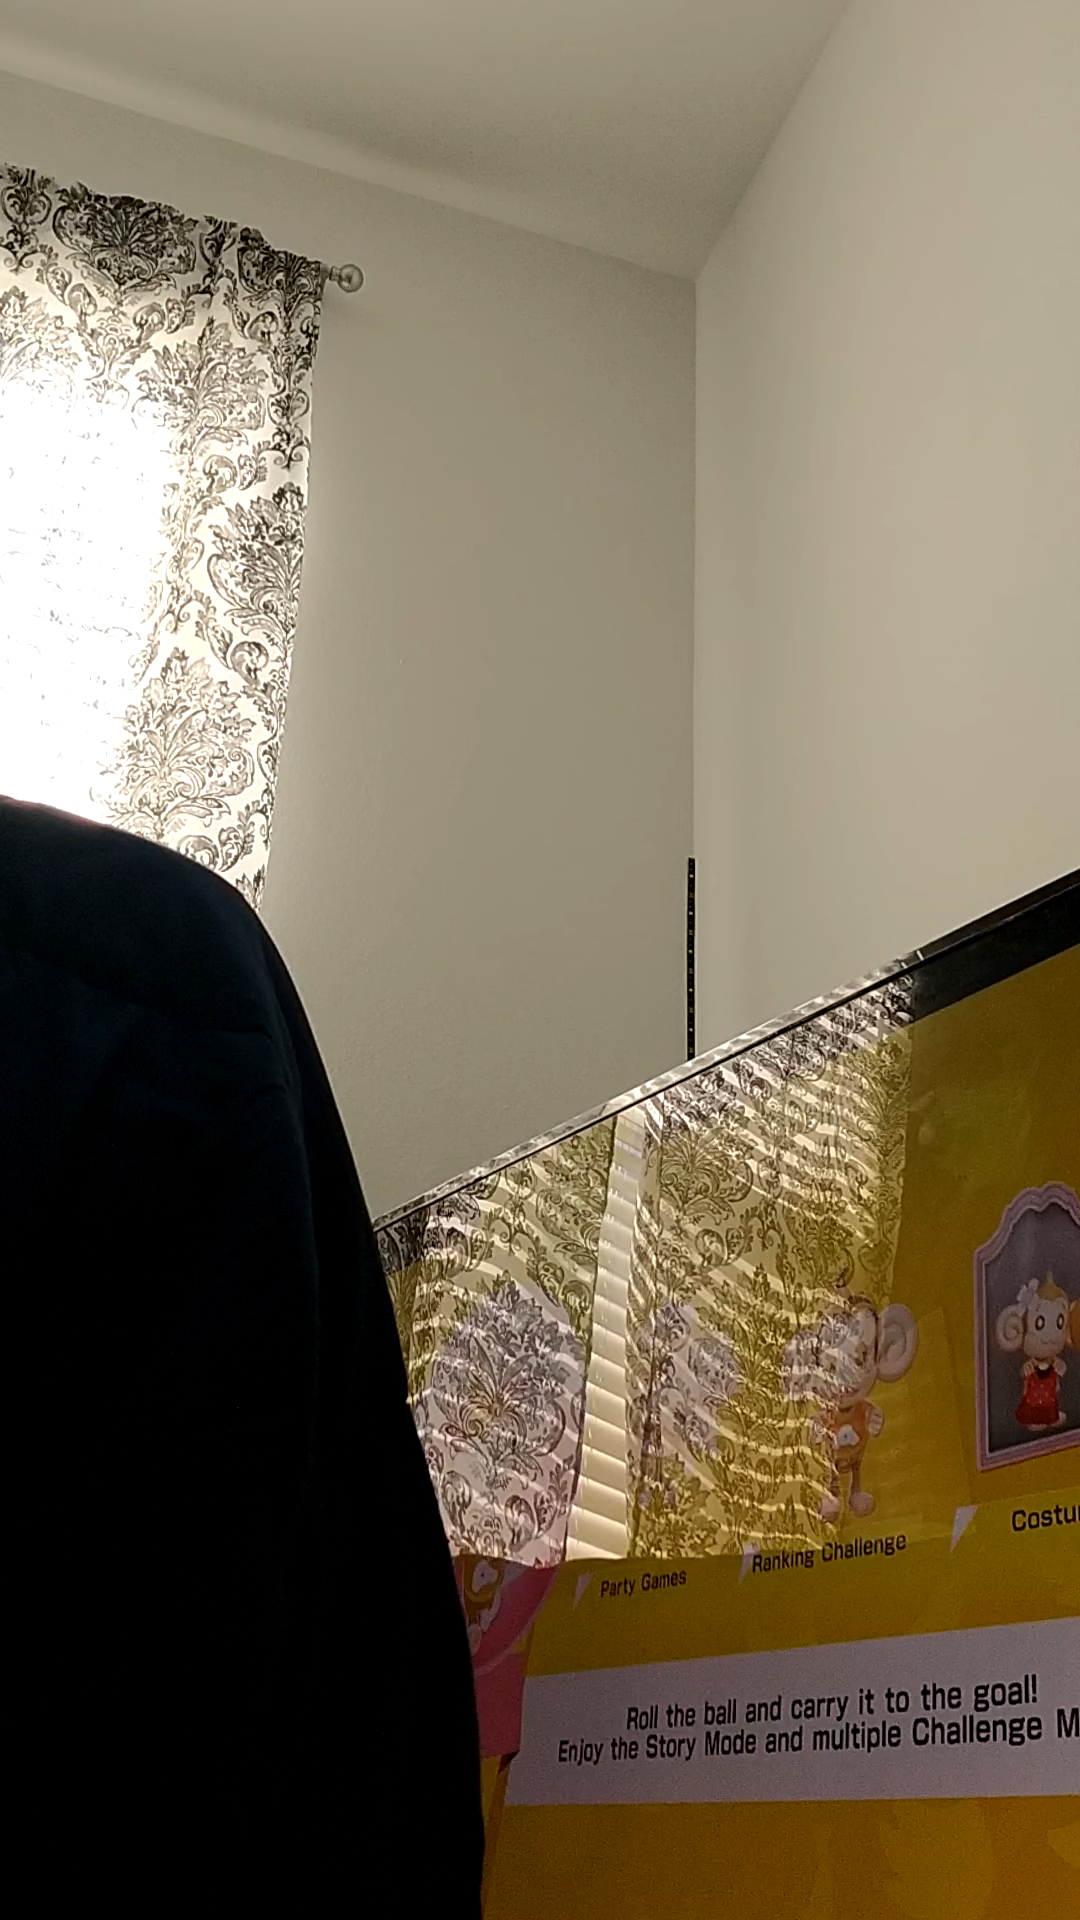 Party Games
Ranking Challenge
Roll the ball and carry it to the goal!
Enjoy the Story Mode and multiple Challenge